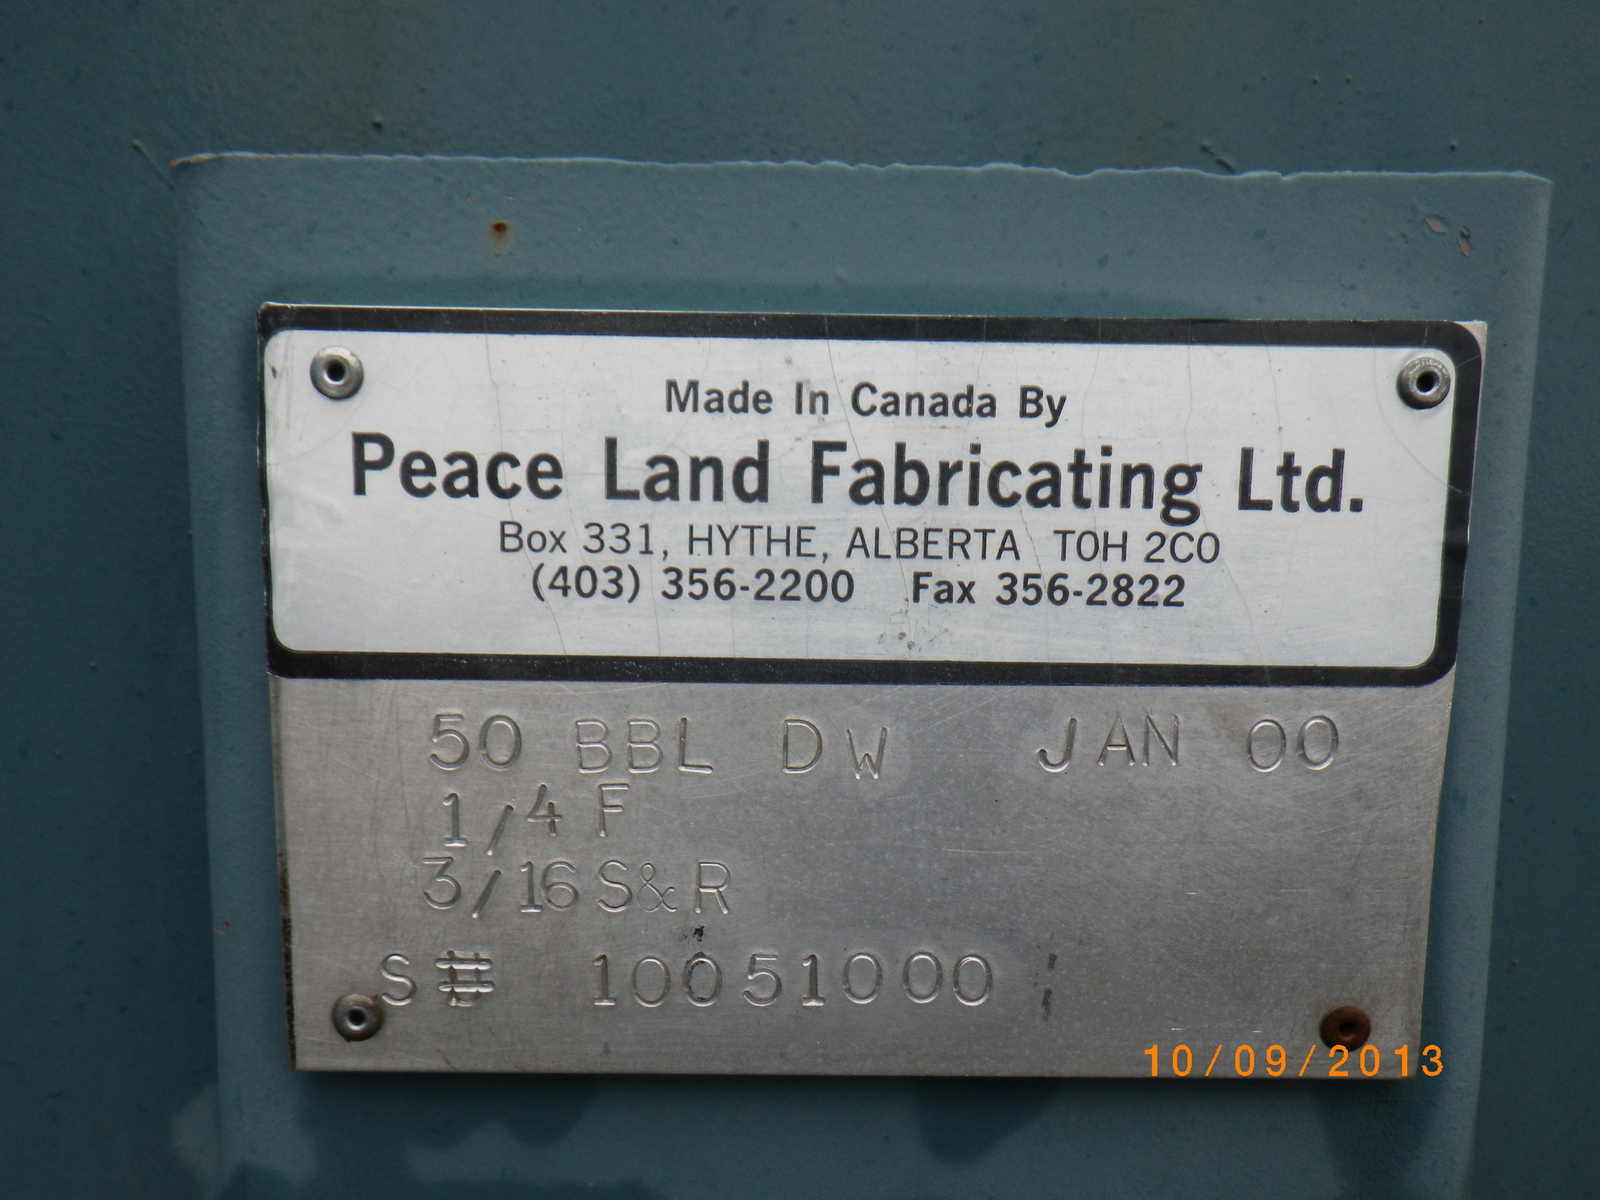 Made In Canada By
Peace Land Fabricating Ltd.
Box 331, HYTHE, ALBERTA T0H 2C0
(403) 356-2200 Fax 356-2822
50 BBL DW JAN 00
1/4 F
3/16 S&R
S# 10051000
10/09/2013